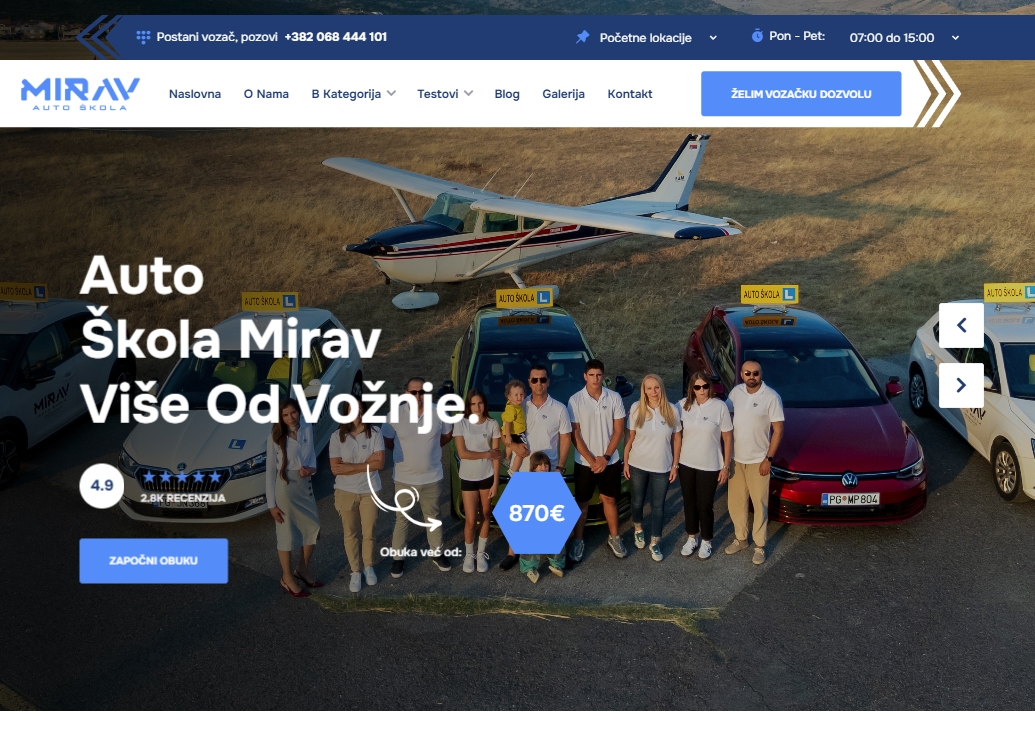 Postani vozač, pozovi +382 068 444 101
Početne lokacije
Pon - Pet:
07:00 do 15:00
MIRAV
AUTO ŠKOLA
Naslovna
O Nama
B Kategorija
Testovi
Blog
Galerija
Kontakt
ŽELIM VOZAČKU DOZVOLU
Auto
Škola Mirav
Više Od Vožnje.
AUTO ŠKOLA L
AUTO ŠKOLA L
AUTO ŠKOLA L
AUTO ŠKOLA L
AUTO ŠKOLA L
L
MIRAV
PG MP 804
4.9
2.8K RECENZIJA
Obuka već od:
870€
ZAPOČNI OBUKU